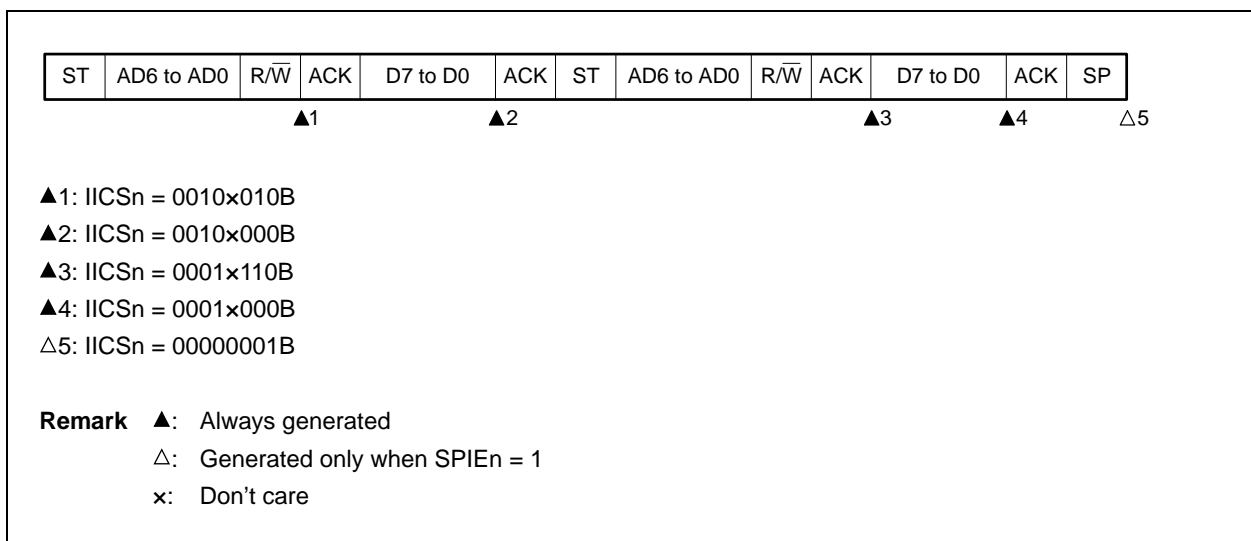 ST AD6 to AD0 R/W̅ ACK D7 to D0 ACK ST AD6 to AD0 R/W̅ ACK D7 to D0 ACK SP
▲1 ▲2 ▲3 ▲4 △5
▲1: IICSn = 0010×010B
▲2: IICSn = 0010×000B
▲3: IICSn = 0001×110B
▲4: IICSn = 0001×000B
△5: IICSn = 00000001B
Remark ▲: Always generated
△: Generated only when SPIEn = 1
×: Don't care